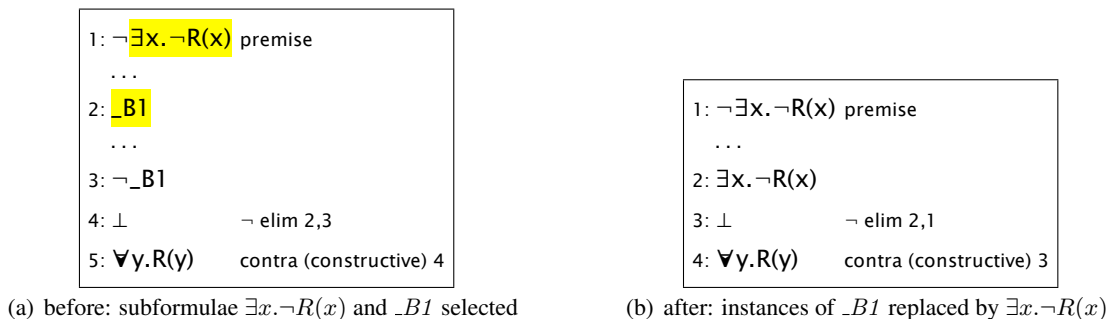 1: ¬∃x.¬R(x) premise
. . .
2: _B1
. . .
3: ¬_B1
4: ⊥ ¬ elim 2,3
5: ∀y.R(y) contra (constructive) 4
(a) before: subformulae ∃x.¬R(x) and _B1 selected
1: ¬∃x.¬R(x) premise
. . .
2: ∃x.¬R(x)
3: ⊥ ¬ elim 2,1
4: ∀y.R(y) contra (constructive) 3
(b) after: instances of _B1 replaced by ∃x.¬R(x)